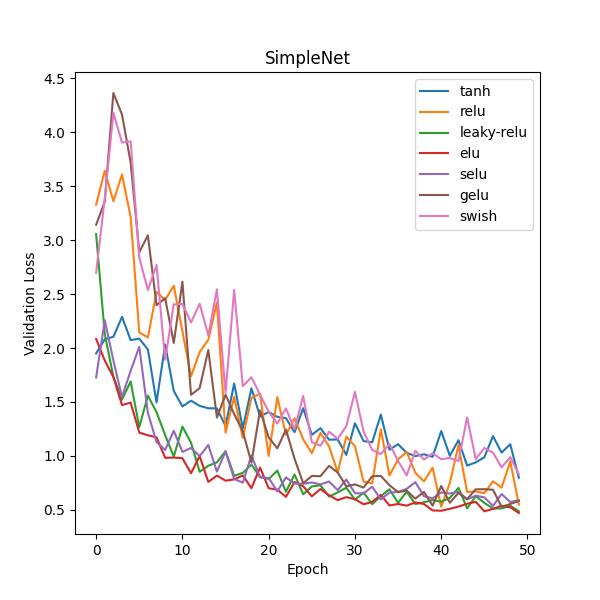 SimpleNet
4.5
4.0
3.5
3.0
2.5
2.0
1.5
1.0
0.5
Validation Loss
tanh
relu
leaky-relu
elu
selu
gelu
swish
0 10 20 30 40 50
Epoch